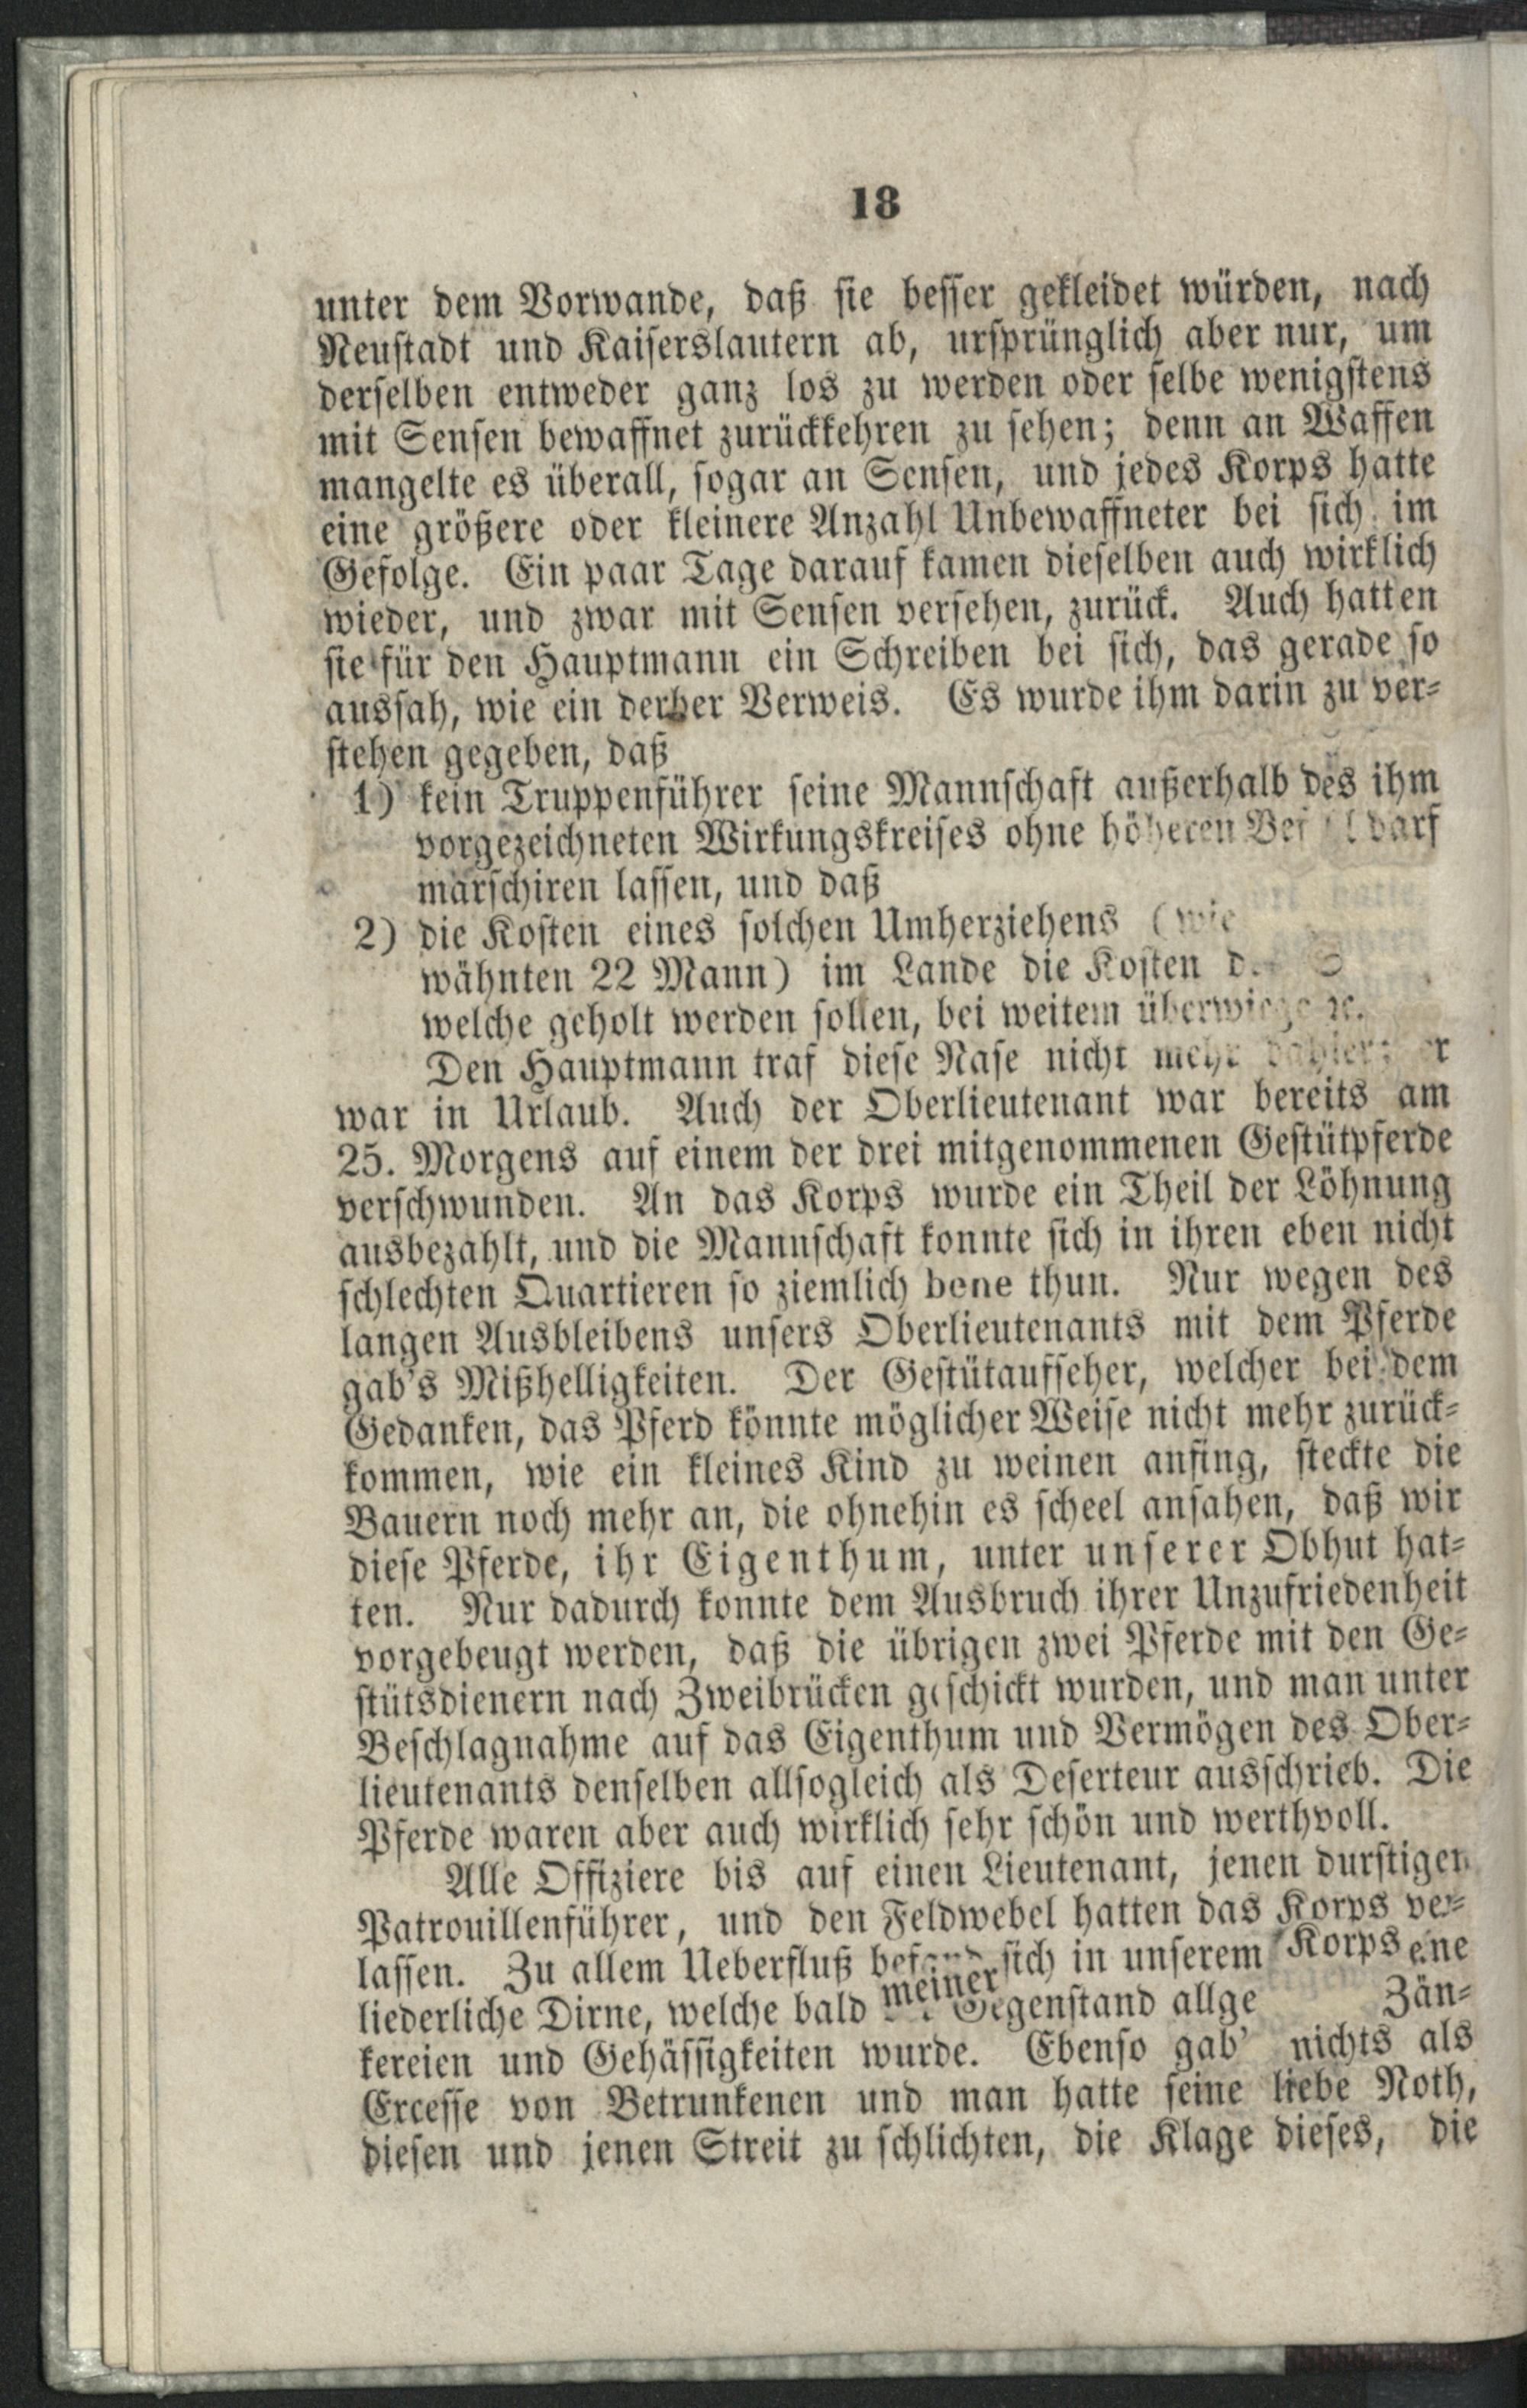 18
unter dem Vorwande, daß sie besser gekleidet würden, nach
Neustadt und Kaiserslautern ab, ursprünglich aber nur, um
derselben entweder ganz los zu werden oder selbe wenigstens
mit Sensen bewaffnet zurückkehren zu sehen; denn an Waffen
mangelte es überall, sogar an Sensen, und jedes Korps hatte
eine größere oder kleinere Anzahl Unbewaffneter bei sich im
Gefolge. Ein paar Tage darauf kamen dieselben auch wirklich
wieder, und zwar mit Sensen versehen, zurück. Auch hatten
sie für den Hauptmann ein Schreiben bei sich, das gerade so
aussah, wie ein derber Verweis. Es wurde ihm darin zu ver-
stehen gegeben, daß
1) kein Truppenführer seine Mannschaft außerhalb des ihm
vorgezeichneten Wirkungskreises ohne höheren darf
marschiren lassen, und daß
2) die Kosten eines solchen Umherziehens (wie
wähnten 22 Mann) im Lande die Kosten
welche geholt werden sollen, bei weitem überwiege 2c.
Den Hauptmann traf diese Nase nicht mehr dahier; er
war in Urlaub. Auch der Oberlieutenant war bereits am
25. Morgens auf einem der drei mitgenommenen Gestütpferde
verschwunden. An das Korps wurde ein Theil der Löhnung
ausbezahlt, und die Mannschaft konnte sich in ihren eben nicht
schlechten Quartieren so ziemlich bene thun. Nur wegen des
langen Ausbleibens unsers Oberlieutenants mit dem Pferde
gab's Mißhelligkeiten. Der Gestütaufseher, welcher bei dem
Gedanken, das Pferd könnte möglicher Weise nicht mehr zurück-
kommen, wie ein kleines Kind zu weinen anfing, steckte die
Bauern noch mehr an, die ohnehin es scheel ansahen, daß wir
diese Pferde, ihr Eigenthum, unter unserer Obhut hat-
ten. Nur dadurch konnte dem Ausbruch ihrer Unzufriedenheit
vorgebeugt werden, daß die übrigen zwei Pferde mit den Ge-
stütsdienern nach Zweibrücken geschickt wurden, und man unter
Beschlagnahme auf das Eigenthum und Vermögen des Ober-
lieutenants denselben allsogleich als Deserteur ausschrieb. Die
Pferde waren aber auch wirklich sehr schön und werthvoll.
Alle Offiziere bis auf einen Lieutenant, jenen durstigen
Patrouillenführer, und den Feldwebel hatten das Korps ver-
lassen. Zu allem Ueberfluß befand sich in unserem Korps eine
liederliche Dirne, welche bald meiner Gegenstand allge Zän-
kereien und Gehässigkeiten wurde. Ebenso gab' nichts als
Excesse von Betrunkenen und man hatte seine liebe Noth,
diesen und jenen Streit zu schlichten, die Klage dieses, die